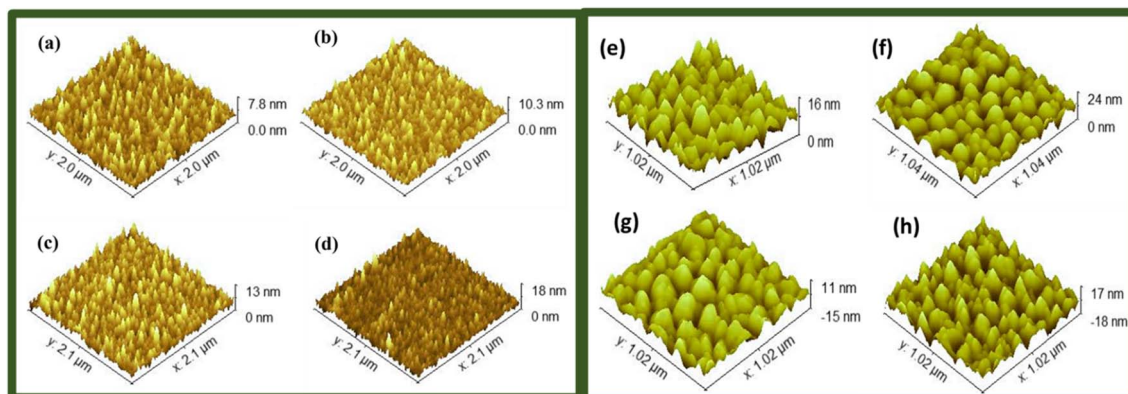 (a)
7.8 nm
0.0 nm
y: 2.0 µm
x: 2.0 µm
(b)
10.3 nm
0.0 nm
y: 2.0 µm
x: 2.0 µm
(c)
13 nm
0 nm
y: 2.1 µm
x: 2.1 µm
(d)
18 nm
0 nm
y: 2.1 µm
x: 2.1 µm
(e)
16 nm
0 nm
y: 1.02 µm
x: 1.02 µm
(f)
24 nm
0 nm
y: 1.04 µm
x: 1.04 µm
(g)
11 nm
-15 nm
y: 1.02 µm
x: 1.02 µm
(h)
17 nm
-18 nm
y: 1.02 µm
x: 1.02 µm